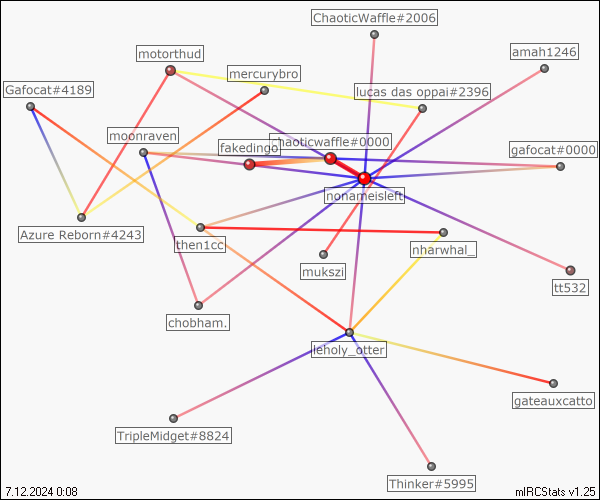 ChaoticWaffle#2006
motorthud
amah1246
mercurybro
Gafocat#4189
lucas das oppai#2396
moonraven
chaoticwaffle#0000
fakedingo
gafocat#0000
nonameisleft
Azure Reborn#4243
then1cc
nharwhal_
mukszi
tt532
chobham.
leholy_otter
gateauxcatto
TripleMidget#8824
Thinker#5995
7.12.2024 0:08
mIRCStats v1.25